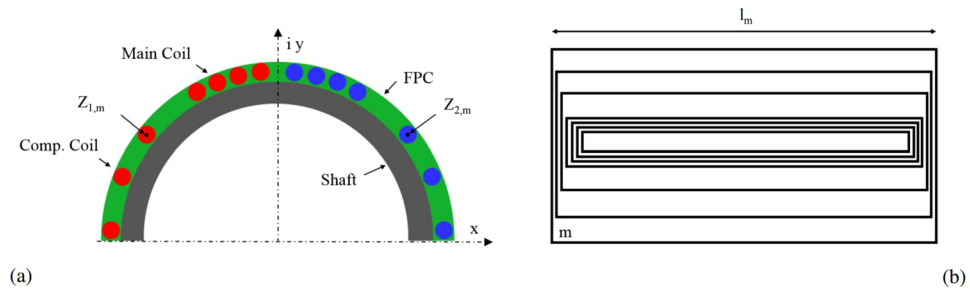 i y
Main Coil
FPC
Z1,m
Z2,m
Comp. Coil
Shaft
x
(a)
lm
m
(b)